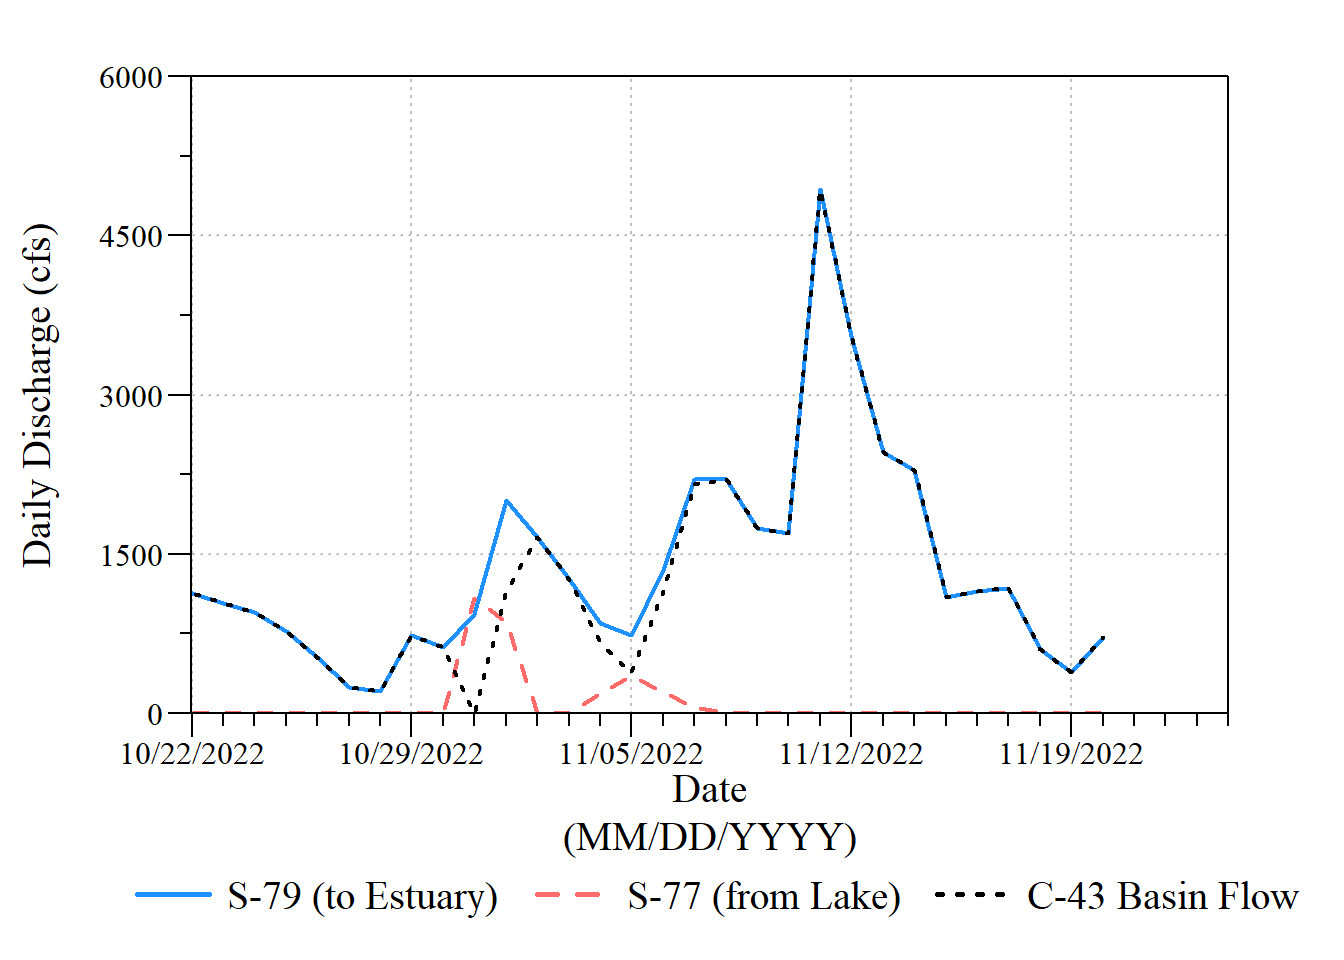 6000
4500
3000
1500
0
Daily Discharge (cfs)
10/22/2022 10/29/2022 11/05/2022 11/12/2022 11/19/2022
Date
(MM/DD/YYYY)
S-79 (to Estuary) S-77 (from Lake) C-43 Basin Flow